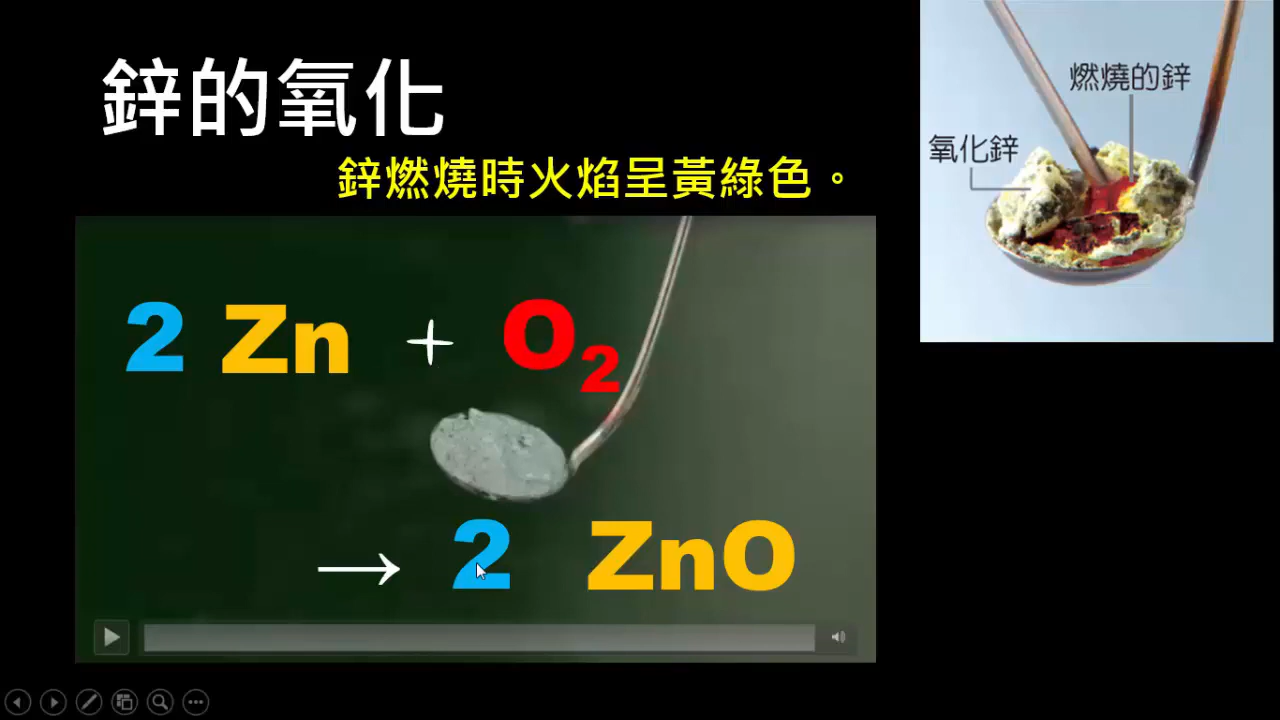 鋅的氧化
鋅燃燒時火焰呈黃綠色。
2 Zn + O₂
→ 2 ZnO
燃燒的鋅
氧化鋅